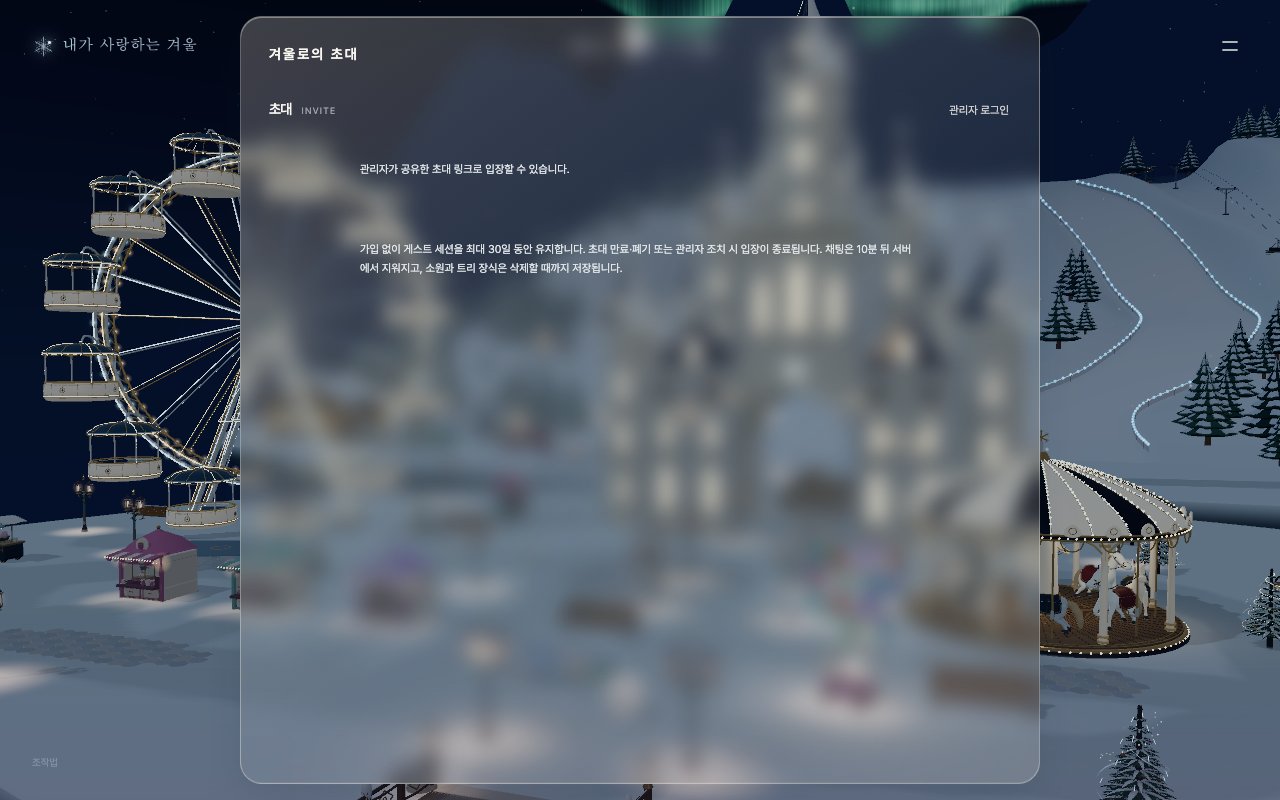 내가 사랑하는 겨울
겨울로의 초대
초대 INVITE
관리자 로그인
관리자가 공유한 초대 링크로 입장할 수 있습니다.
가입 없이 게스트 세션을 최대 30일 동안 유지합니다. 초대 만료·폐기 또는 관리자 조치 시 입장이 종료됩니다. 채팅은 10분 뒤 서버
에서 지워지고, 소원과 트리 장식은 삭제할 때까지 저장됩니다.
조작법